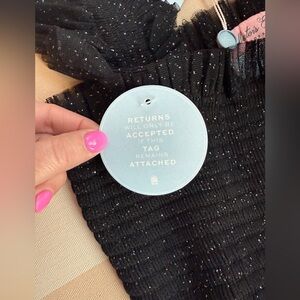 RETURNS
WILL ONLY BE
ACCEPTED
IF THIS
TAG
REMAINS
ATTACHED